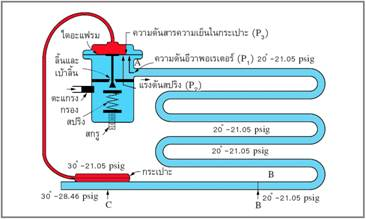 ไดอะแฟรม
ความดันสารความเย็นในกระเปาะ (P₃)
ลิ้นและ
เบ้าลิ้น
A
ความดันอีวาพอเรเตอร์ (P₁) 20° -21.05 psig
แรงดันสปริง (P₂)
ตะแกรง
กรอง
สปริง
สกรู
20° -21.05 psig
20° -21.05 psig
30° -21.05 psig
กระเปาะ
B
30° -28.46 psig
C
B
20° -21.05 psig